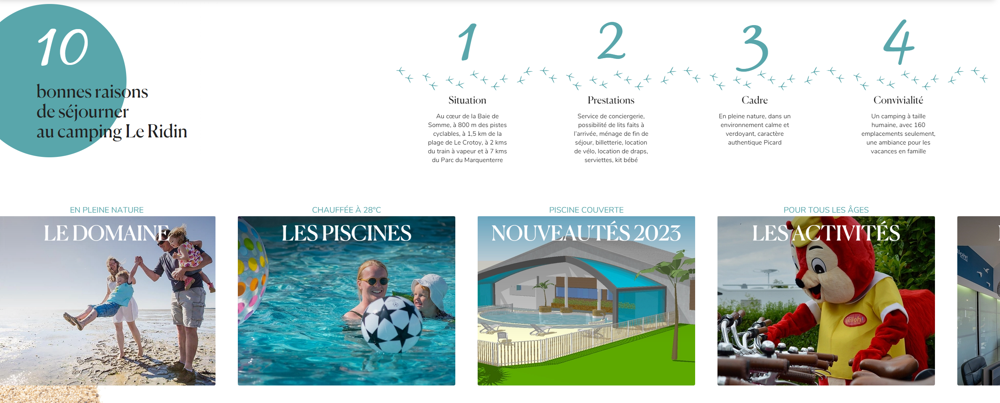 10
bonnes raisons
de séjourner
au camping Le Ridin
1
Situation
Au cœur de la Baie de
Somme, à 800 m des pistes
cyclables, à 1,5 km de la
plage de Le Crotoy, à 2 kms
du train à vapeur et à 7 kms
du Parc du Marquenterre
2
Prestations
Service de conciergerie,
possibilité de lits faits à
l'arrivée, ménage de fin de
séjour, billetterie, location
de vélo, location de draps,
serviettes, kit bébé
3
Cadre
En pleine nature, dans un
environnement calme et
verdoyant, caractère
authentique Picard
4
Convivialité
Un camping à taille
humaine, avec 160
emplacements seulement,
une ambiance pour les
vacances en famille
EN PLEINE NATURE
LE DOMAINE
CHAUFFÉE À 28°C
LES PISCINES
PISCINE COUVERTE
NOUVEAUTÉS 2023
POUR TOUS LES ÂGES
LES ACTIVITÉS
yelloh!